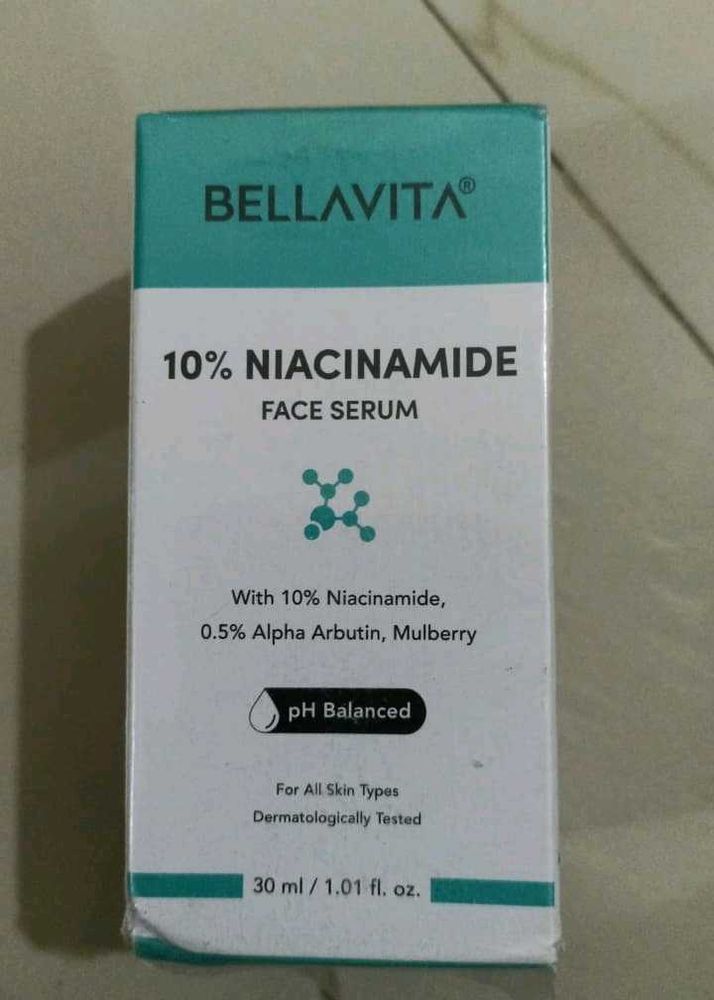 BELLAVITA®
10% NIACINAMIDE
FACE SERUM
With 10% Niacinamide,
0.5% Alpha Arbutin, Mulberry
pH Balanced
For All Skin Types
Dermatologically Tested
30 ml / 1.01 fl. oz.